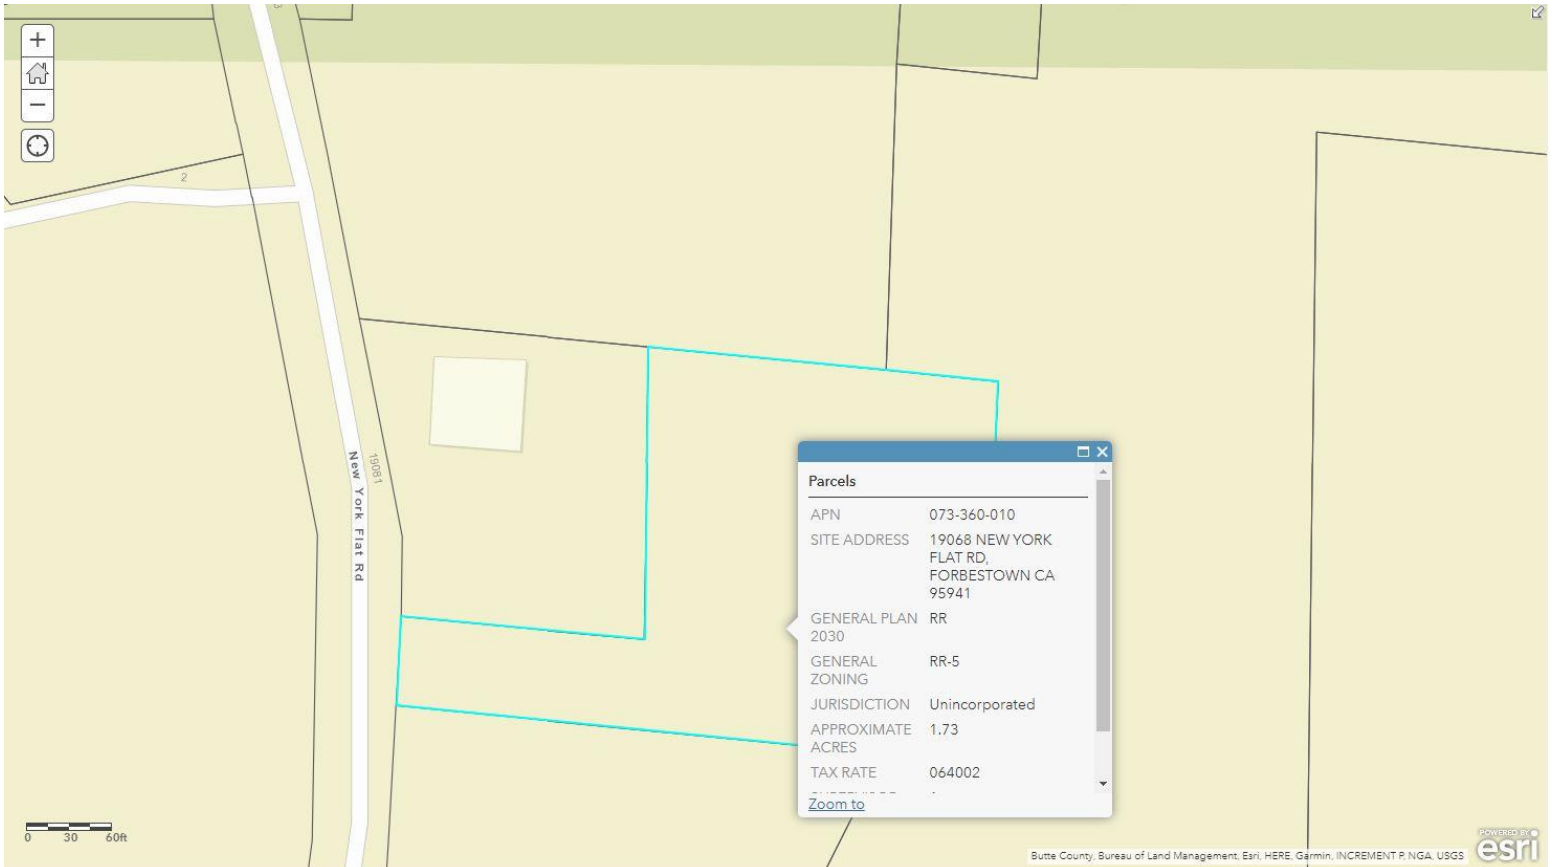 +
−
2
19081
New York Flat Rd
Parcels
APN 073-360-010
SITE ADDRESS 19068 NEW YORK
FLAT RD,
FORBESTOWN CA
95941
GENERAL PLAN RR
2030
GENERAL RR-5
ZONING
JURISDICTION Unincorporated
APPROXIMATE 1.73
ACRES
TAX RATE 064002
Zoom to
0 30 60ft
Butte County, Bureau of Land Management, Esri, HERE, Garmin, INCREMENT P, NGA, USGS
POWERED BY
esri